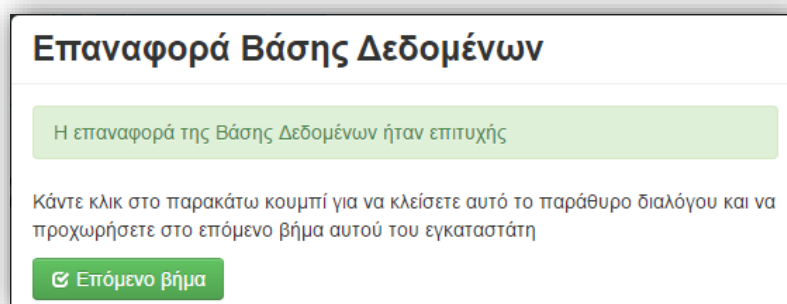 Επαναφορά Βάσης Δεδομένων
Η επαναφορά της Βάσης Δεδομένων ήταν επιτυχής
Κάντε κλικ στο παρακάτω κουμπί για να κλείσετε αυτό το παράθυρο διαλόγου και να
προχωρήσετε στο επόμενο βήμα αυτού του εγκαταστάτη
Επόμενο βήμα